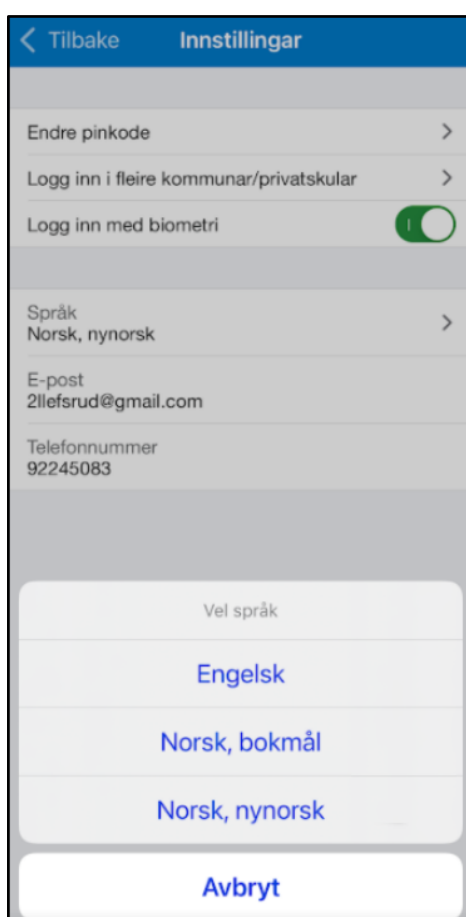 Tilbake Innstillingar
Endre pinkode
Logg inn i fleire kommunar/privatskular
Logg inn med biometri
Språk
Norsk, nynorsk
E-post
2llefsrud@gmail.com
Telefonnummer
92245083
Vel språk
Engelsk
Norsk, bokmål
Norsk, nynorsk
Avbryt